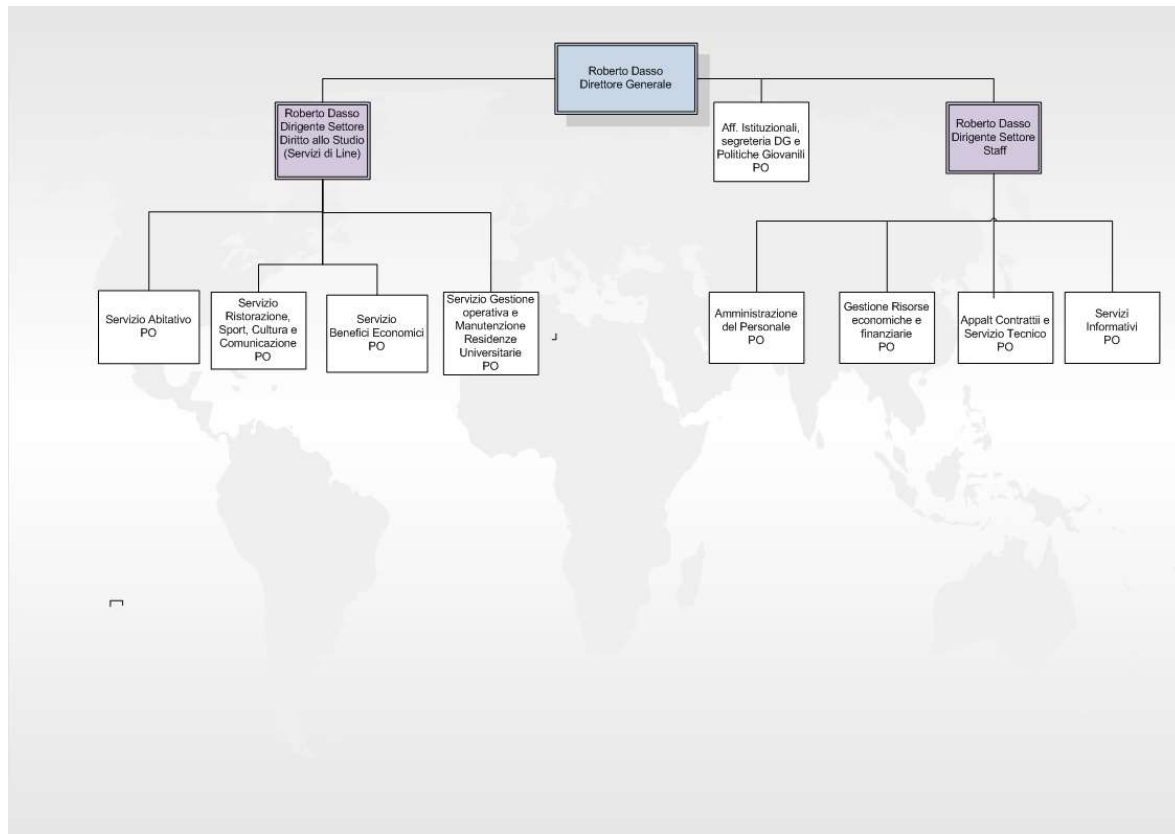 Roberto Dasso
Direttore Generale
Roberto Dasso
Dirigente Settore
Diritto allo Studio
(Servizi di Line)
Aff. Istituzionali,
segreteria DG e
Politiche Giovanili
PO
Roberto Dasso
Dirigente Settore
Staff
Servizio Abitativo
PO
Servizio
Ristorazione,
Sport, Cultura e
Comunicazione
PO
Servizio
Benefici Economici
PO
Servizio Gestione
operativa e
Manutenzione
Residenze
Universitarie
PO
Amministrazione
del Personale
PO
Gestione Risorse
economiche e
finanziarie
PO
Appalt Contrattii e
Servizio Tecnico
PO
Servizi
Informativi
PO